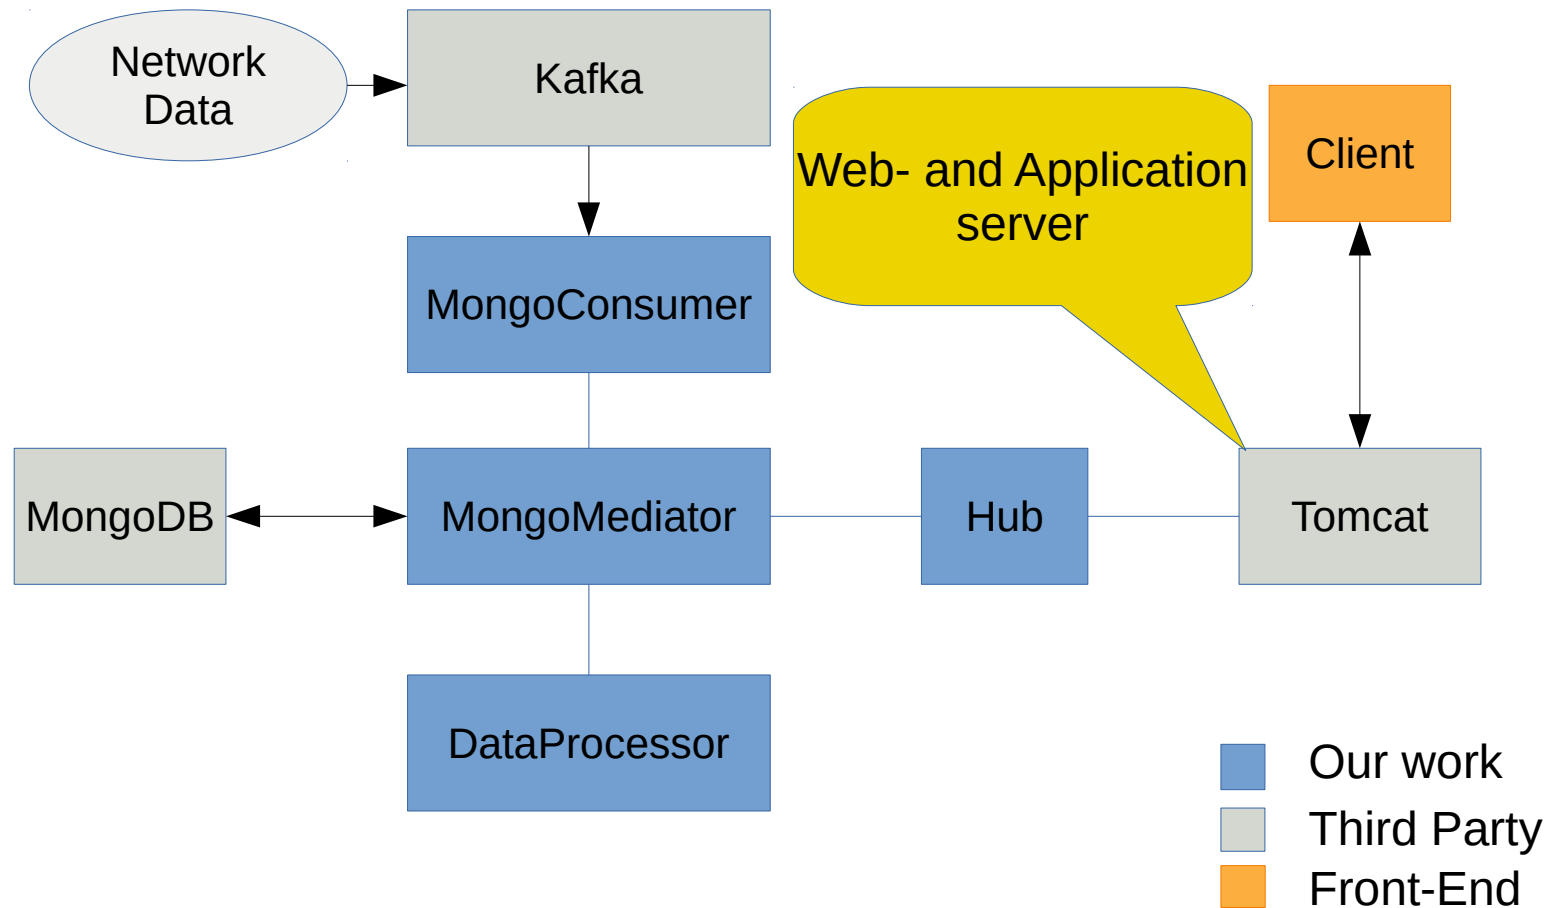 Network
Data
Kafka
Web- and Application
server
Client
MongoConsumer
MongoDB
MongoMediator
Hub
Tomcat
DataProcessor
Our work
Third Party
Front-End